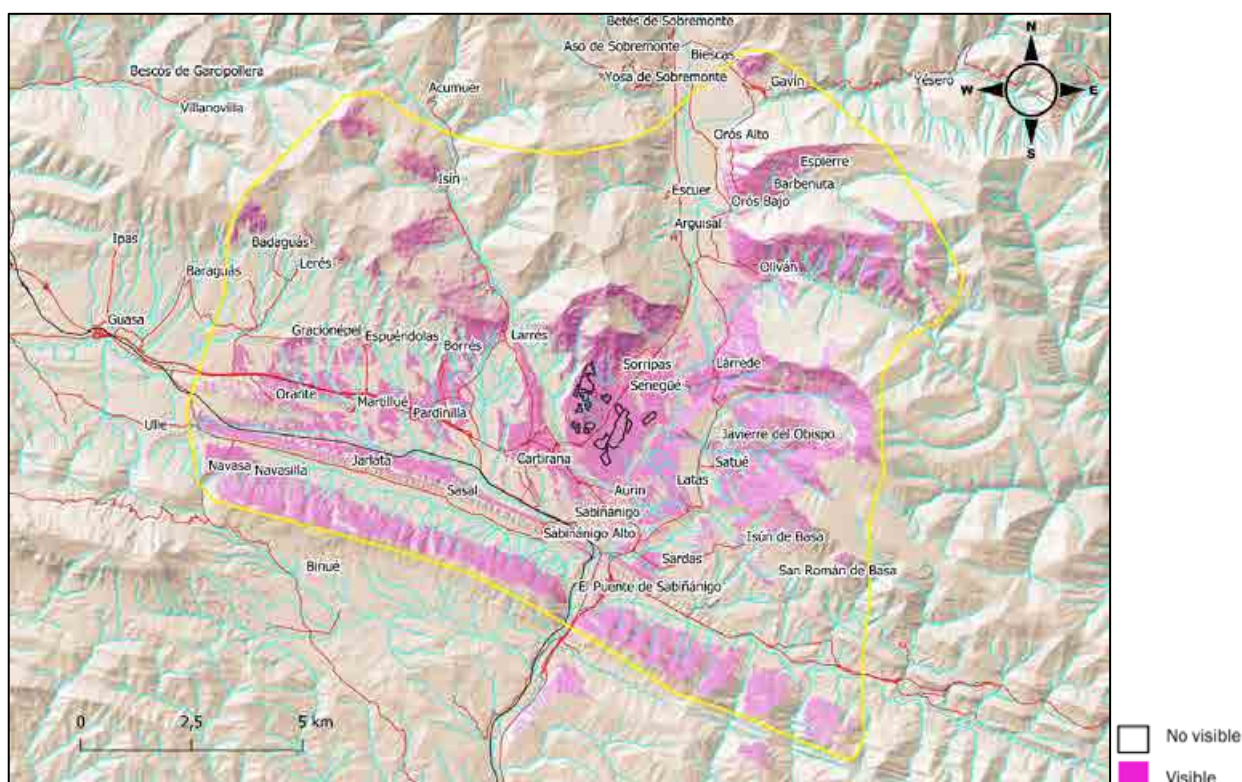 Betés de Sobremonte
N
Aso de Sobremonte
Biescas
Bescós de Garcipollera
Yosa de Sobremonte
Gavín
Yésero
Acumuer
W
E
Villanovilla
S
Orós Alto
Espierre
Isín
Barbenuta
Escuer
Orós Bajo
Arguisal
Ipas
Badaguás
Lerés
Baraguás
Oliván
Guasa
Gracionépel
Espuéndolas
Borrés
Larrés
Sorripas
Lárrede
Senegüé
Orante
Martillué
Pardinilla
Ulle
Javierre del Obispo
Navasa
Navasilla
Jarlata
Cartirana
Satué
Sasal
Aurín
Latas
Sabiñánigo
Sabiñánigo Alto
Isún de Basa
Sardas
San Román de Basa
Binué
El Puente de Sabiñánigo
0 2,5 5 km
No visible
Visible